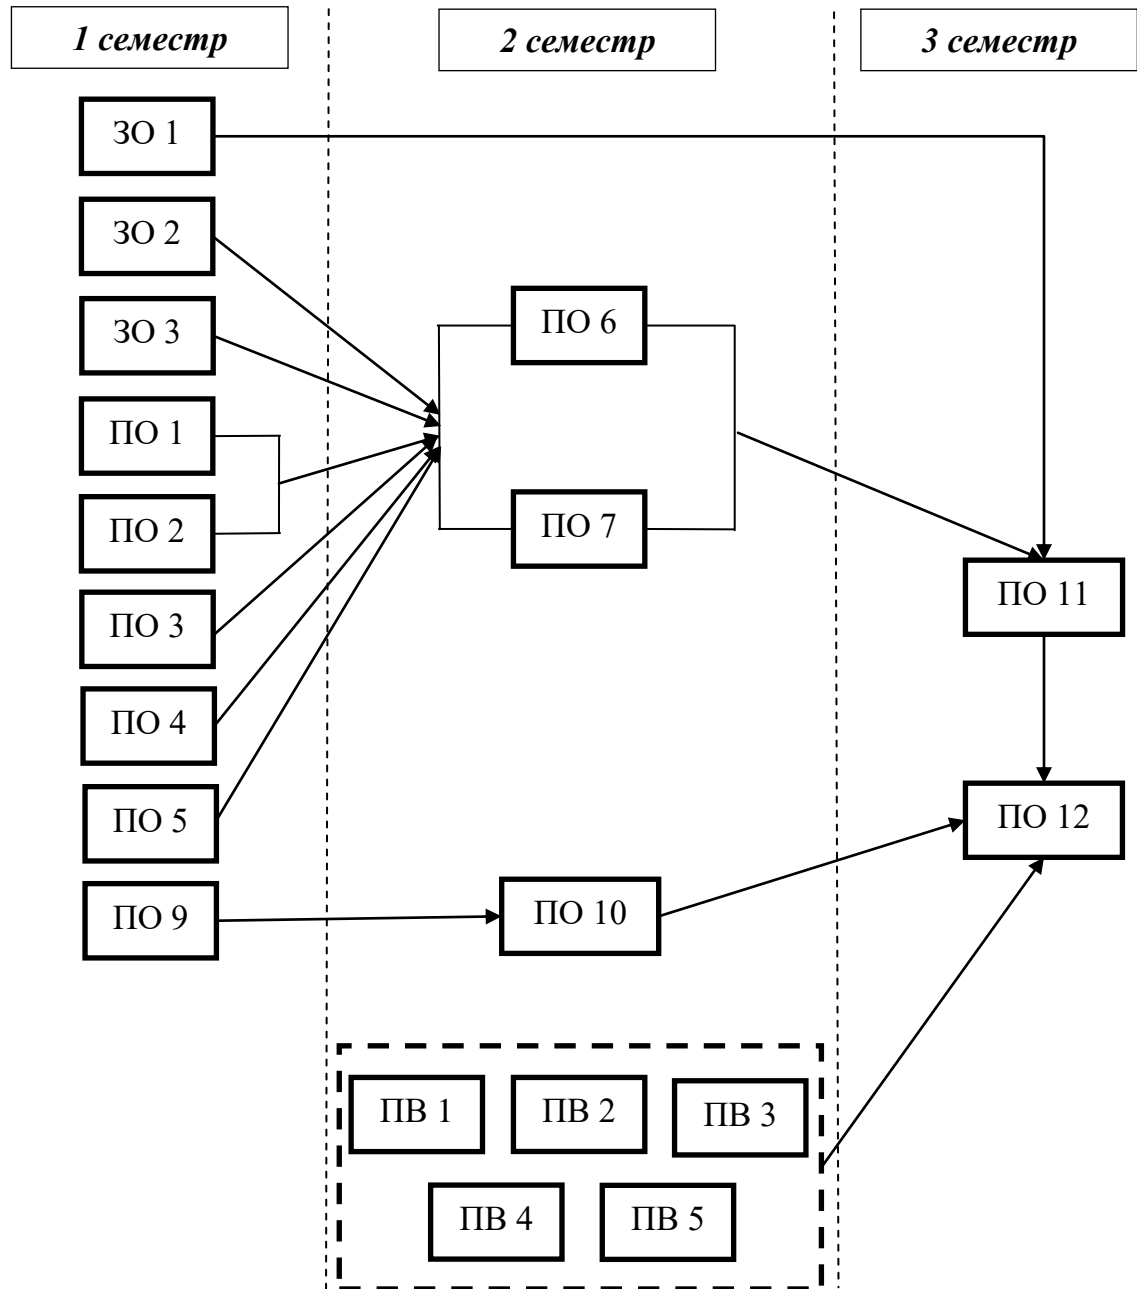 1 семестр
2 семестр
3 семестр
ЗО 1
ЗО 2
ЗО 3
ПО 1
ПО 2
ПО 3
ПО 4
ПО 5
ПО 9
ПО 6
ПО 7
ПО 10
ПВ 1
ПВ 2
ПВ 3
ПВ 4
ПВ 5
ПО 11
ПО 12